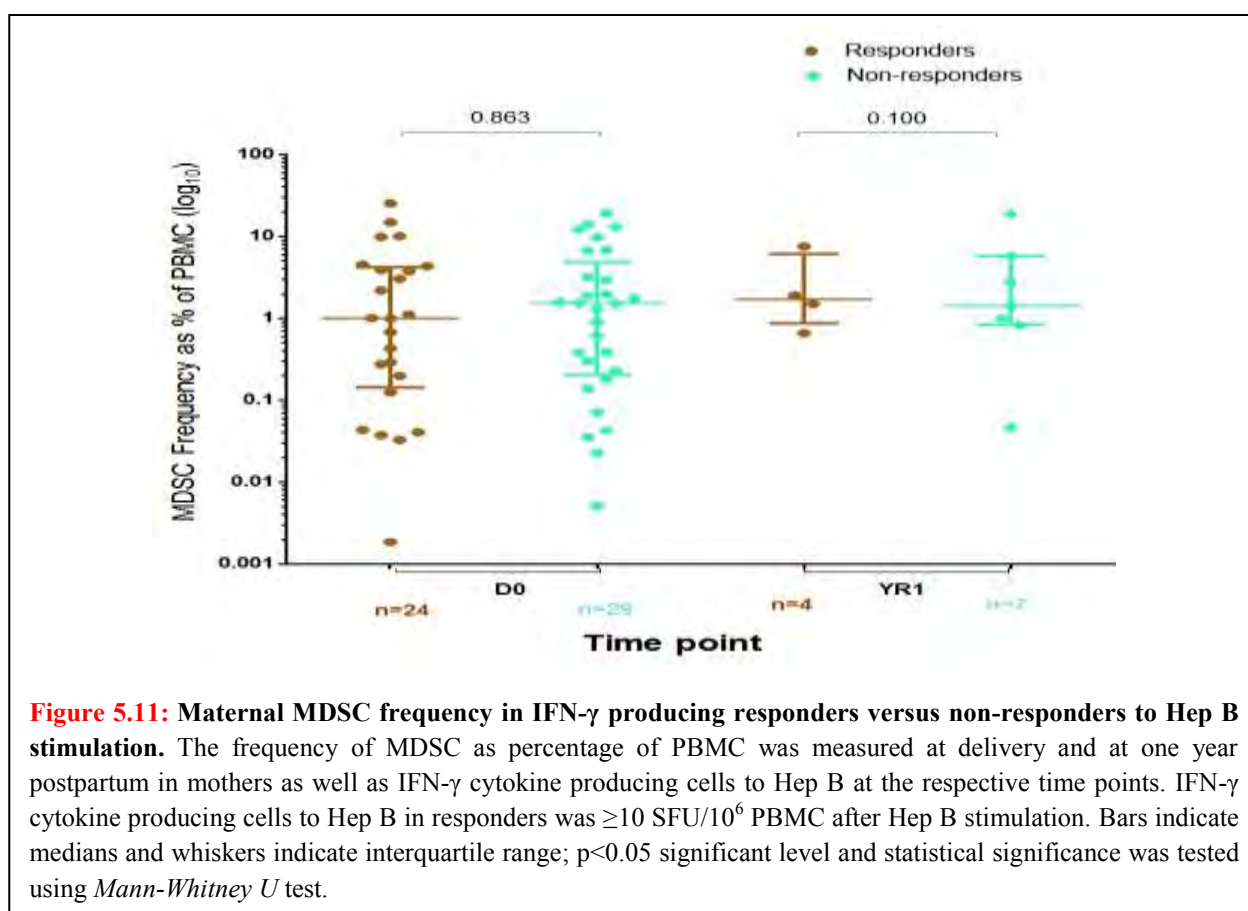 Responders
Non-responders
0.863
0.100
MDSC Frequency as % of PBMC (log₁₀)
100
10
1
0.1
0.01
0.001
D0
YR1
n=24
n=29
n=4
n=7
Time point
Figure 5.11: Maternal MDSC frequency in IFN-γ producing responders versus non-responders to Hep B
stimulation. The frequency of MDSC as percentage of PBMC was measured at delivery and at one year
postpartum in mothers as well as IFN-γ cytokine producing cells to Hep B at the respective time points. IFN-γ
cytokine producing cells to Hep B in responders was ≥10 SFU/10⁶ PBMC after Hep B stimulation. Bars indicate
medians and whiskers indicate interquartile range; p<0.05 significant level and statistical significance was tested
using Mann-Whitney U test.